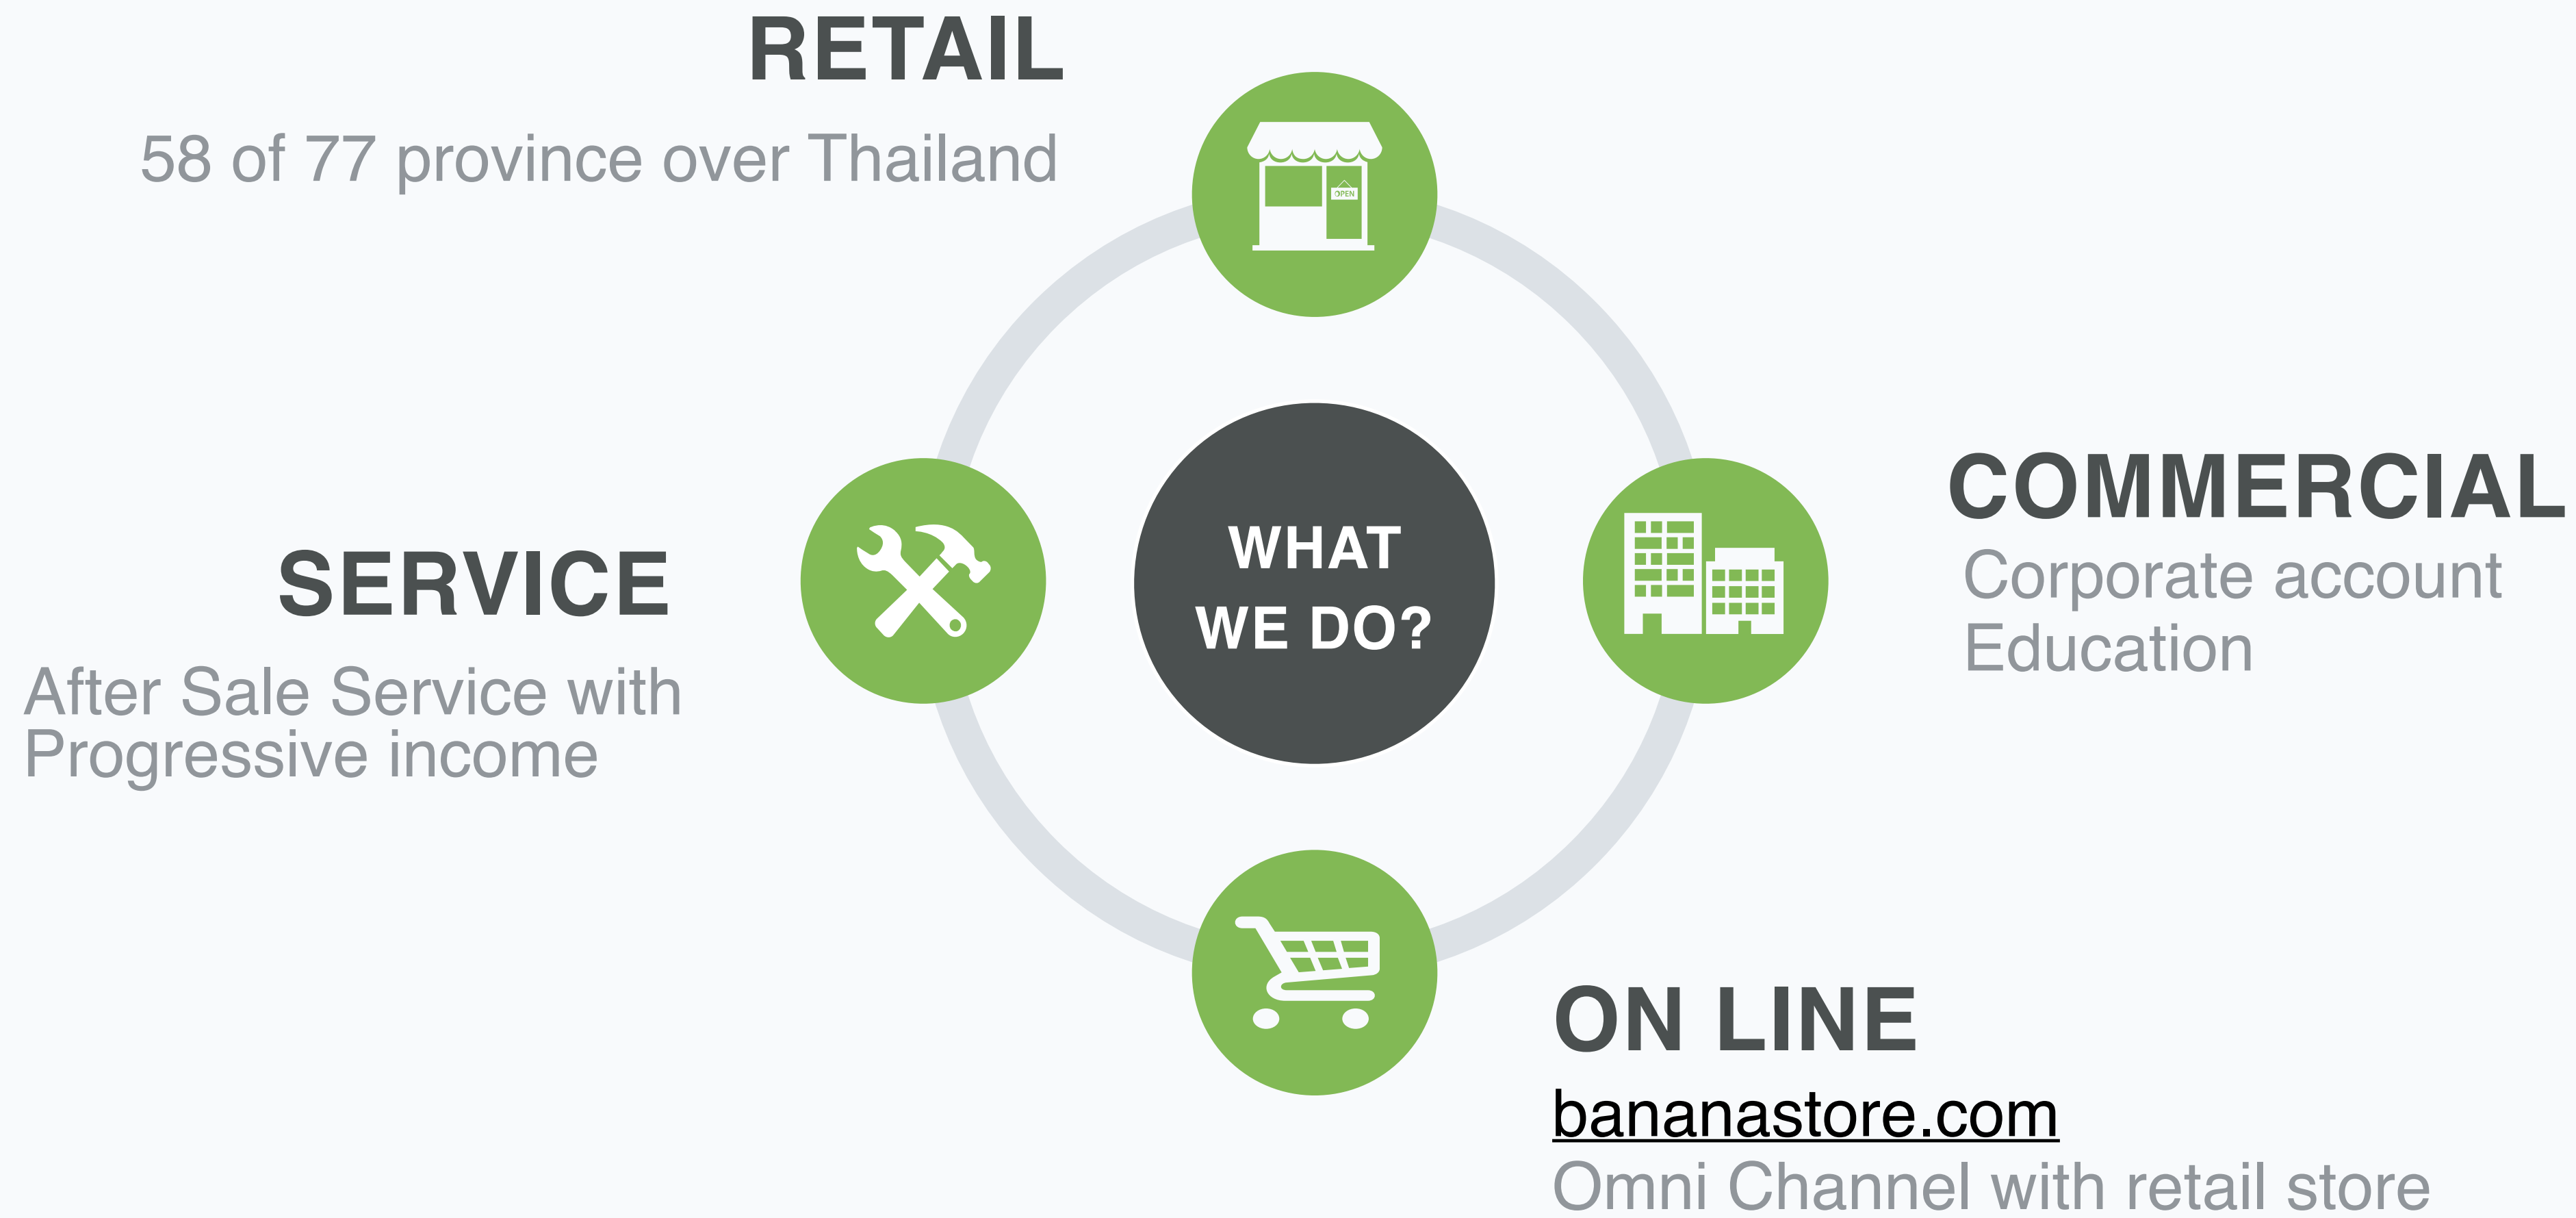 RETAIL
58 of 77 province over Thailand
OPEN
WHAT
WE DO?
COMMERCIAL
Corporate account
Education
SERVICE
After Sale Service with
Progressive income
ON LINE
bananastore.com
Omni Channel with retail store